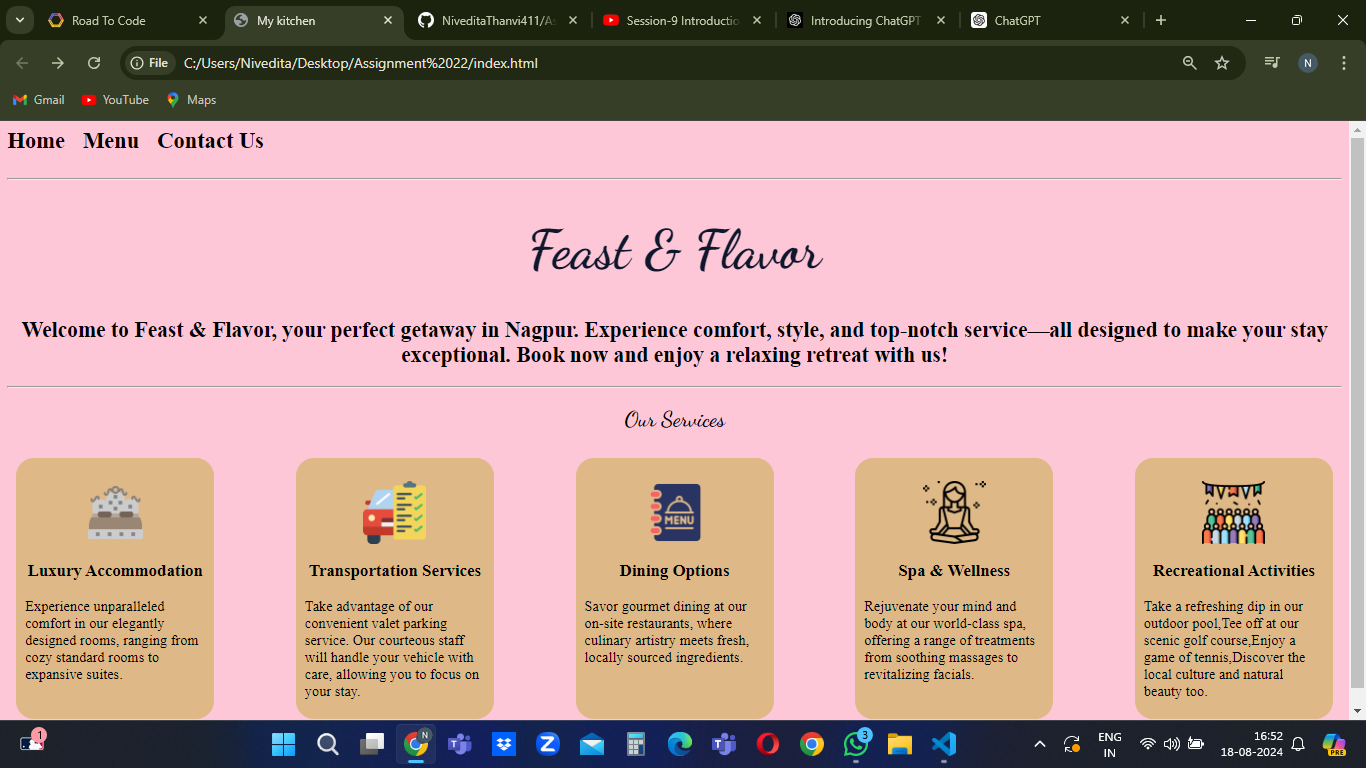 Road To Code
My kitchen
NiveditaThanvi411/As
Session-9 Introductio
Introducing ChatGPT
ChatGPT
File
C:/Users/Nivedita/Desktop/Assignment%2022/index.html
N
Gmail
YouTube
Maps
Home Menu Contact Us
Feast & Flavor
Welcome to Feast & Flavor, your perfect getaway in Nagpur. Experience comfort, style, and top-notch service—all designed to make your stay
exceptional. Book now and enjoy a relaxing retreat with us!
Our Services
Luxury Accommodation
Experience unparalleled
comfort in our elegantly
designed rooms, ranging from
cozy standard rooms to
expansive suites.
Transportation Services
Take advantage of our
convenient valet parking
service. Our courteous staff
will handle your vehicle with
care, allowing you to focus on
your stay.
MENU
Dining Options
Savor gourmet dining at our
on-site restaurants, where
culinary artistry meets fresh,
locally sourced ingredients.
Spa & Wellness
Rejuvenate your mind and
body at our world-class spa,
offering a range of treatments
from soothing massages to
revitalizing facials.
Recreational Activities
Take a refreshing dip in our
outdoor pool,Tee off at our
scenic golf course,Enjoy a
game of tennis,Discover the
local culture and natural
beauty too.
1
N
3
ENG
IN
16:52
18-08-2024
PRE